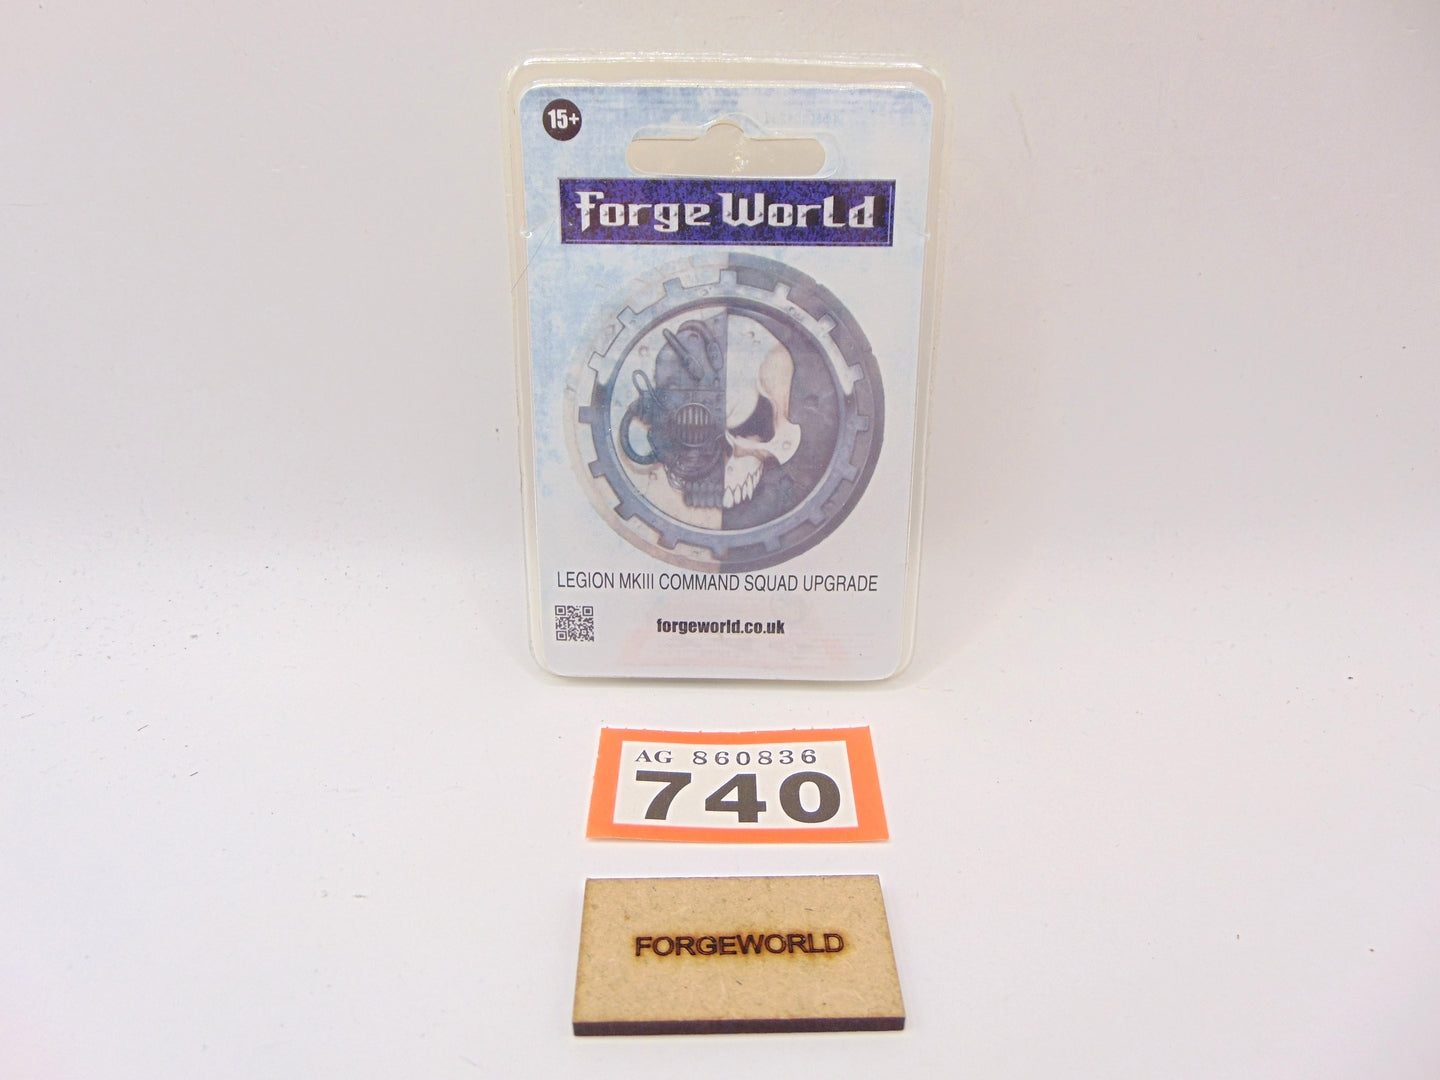 15+
Forge World
LEGION MKIII COMMAND SQUAD UPGRADE
forgeworld.co.uk
AG 860836
740
FORGEWORLD